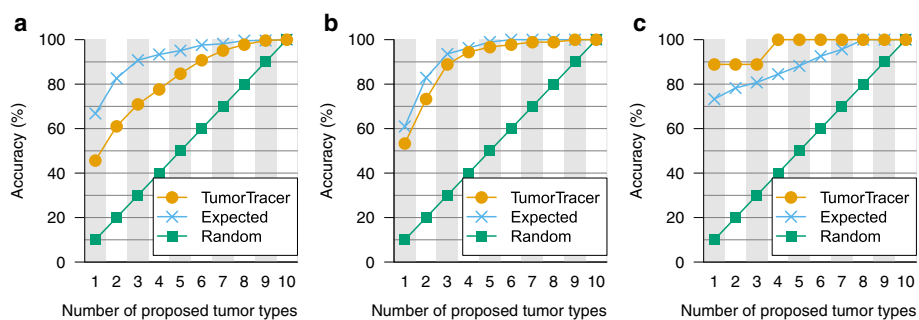 a
Accuracy (%)
100
80
60
40
20
0
TumorTracer
Expected
Random
1 2 3 4 5 6 7 8 9 10
Number of proposed tumor types
b
Accuracy (%)
100
80
60
40
20
0
TumorTracer
Expected
Random
1 2 3 4 5 6 7 8 9 10
Number of proposed tumor types
c
Accuracy (%)
100
80
60
40
20
0
TumorTracer
Expected
Random
1 2 3 4 5 6 7 8 9 10
Number of proposed tumor types